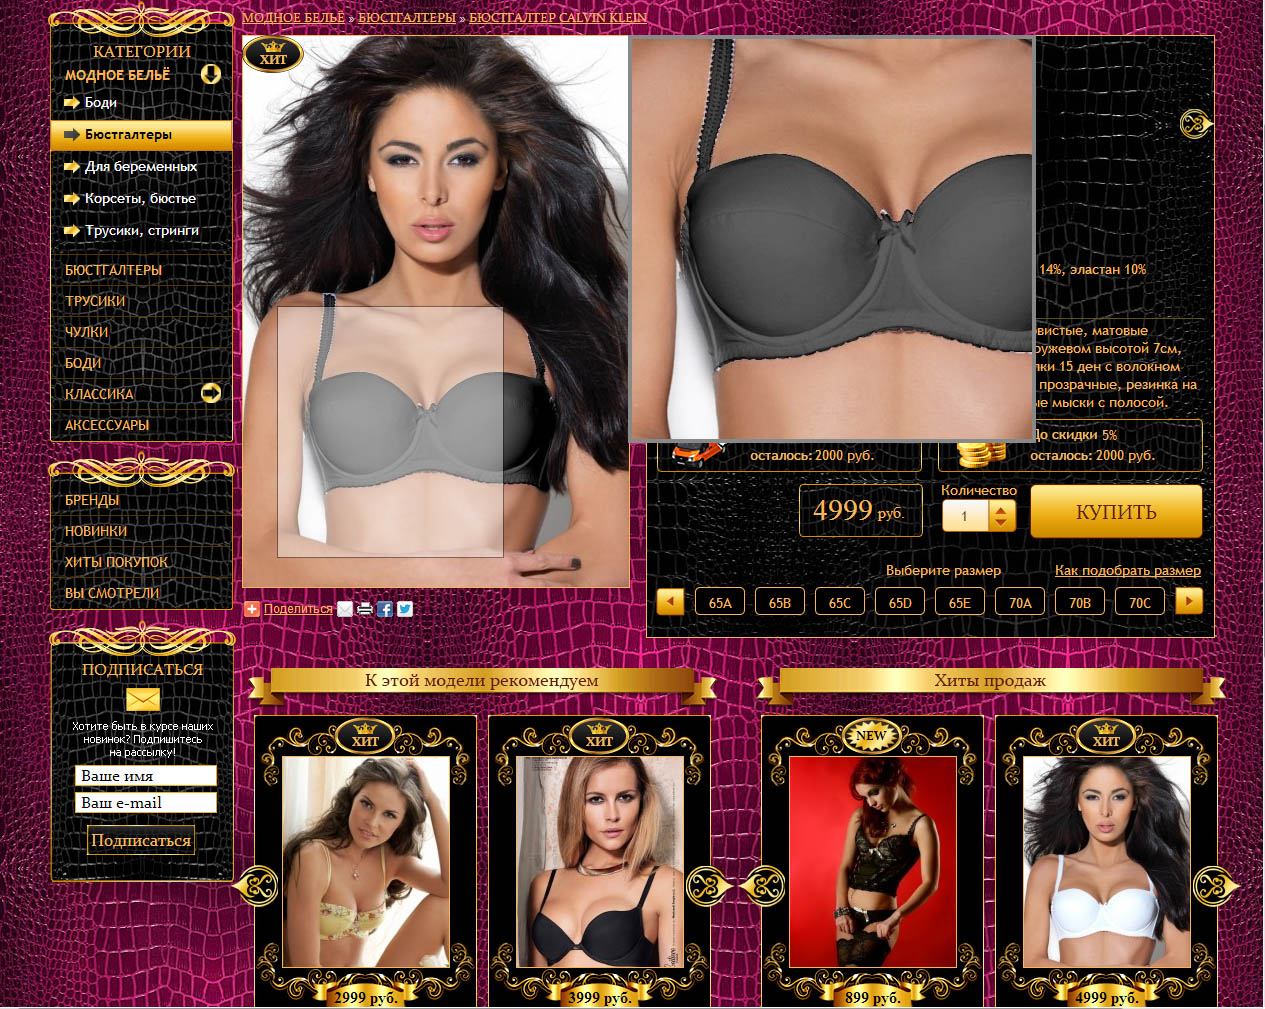 МОДНОЕ БЕЛЬЁ » БЮСТГАЛТЕРЫ » БЮСТГАЛТЕР CALVIN KLEIN
КАТЕГОРИИ
МОДНОЕ БЕЛЬЁ
Боди
Бюстгалтеры
Для беременных
Корсеты, бюстье
Трусики, стринги
БЮСТГАЛТЕРЫ
ТРУСИКИ
ЧУЛКИ
БОДИ
КЛАССИКА
АКСЕССУАРЫ
БРЕНДЫ
НОВИНКИ
ХИТЫ ПОКУПОК
ВЫ СМОТРЕЛИ
ПОДПИСАТЬСЯ
Хотите быть в курсе наших
новинок? Подпишитесь
на рассылку!
Ваше имя
Ваш e-mail
Подписаться
ХИТ
14%, эластан 10%
овистые, матовые
ружевом высотой 7см,
лки 15 ден с волокном
прозрачные, резинка на
ые мыски с полосой.
осталось: 2000 руб.
До скидки 5%
осталось: 2000 руб.
4999 руб.
Количество
1
КУПИТЬ
Выберите размер
Как подобрать размер
65A 65B 65C 65D 65E 70A 70B 70C
Поделиться
К этой модели рекомендуем
Хиты продаж
ХИТ
ХИТ
NEW
ХИТ
2999 руб.
3999 руб.
899 руб.
4999 руб.